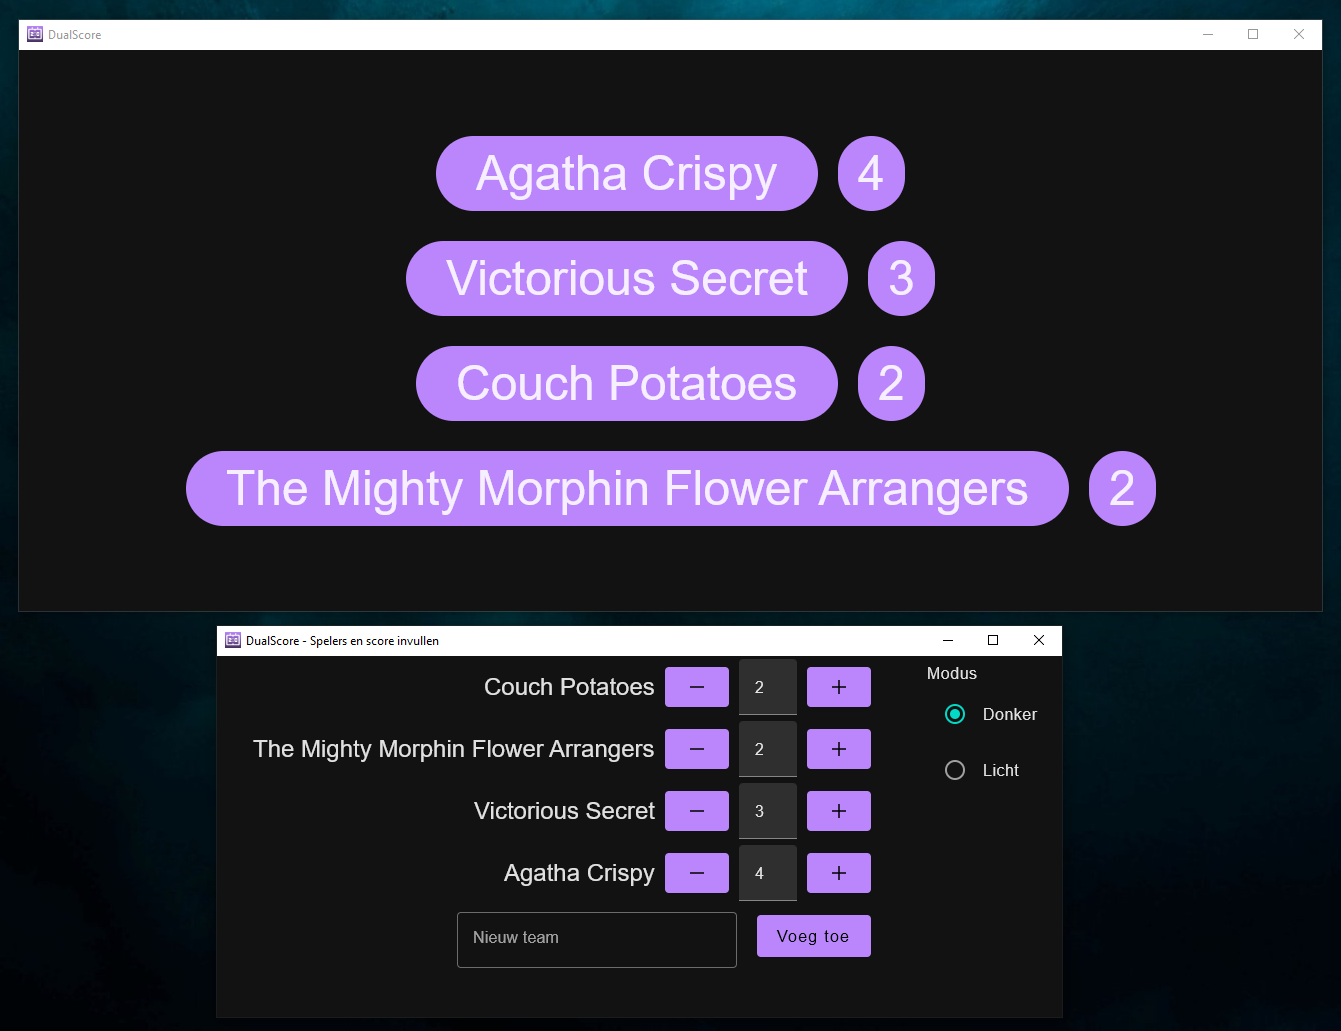 DualScore
Agatha Crispy 4
Victorious Secret 3
Couch Potatoes 2
The Mighty Morphin Flower Arrangers 2
DualScore - Spelers en score invullen
Couch Potatoes − 2 +
The Mighty Morphin Flower Arrangers − 2 +
Victorious Secret − 3 +
Agatha Crispy − 4 +
Nieuw team Voeg toe
Modus
Donker
Licht